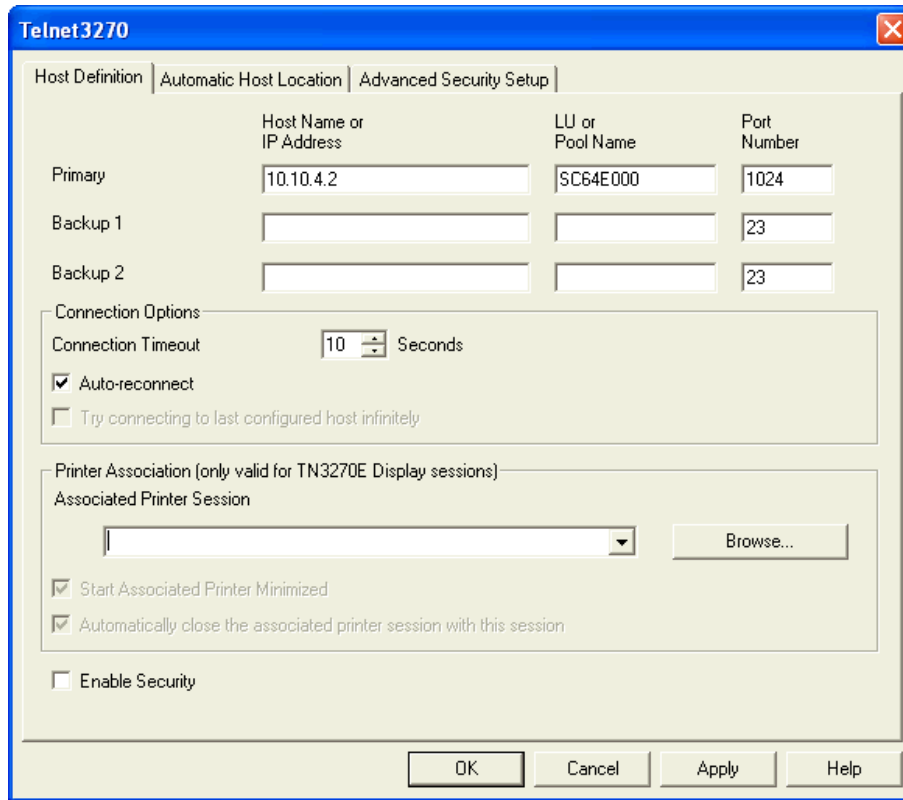 Telnet3270
Host Definition Automatic Host Location Advanced Security Setup
Host Name or
IP Address
LU or
Pool Name
Port
Number
Primary 10.10.4.2 SC64E000 1024
Backup 1 23
Backup 2 23
Connection Options
Connection Timeout 10 Seconds
Auto-reconnect
Try connecting to last configured host infinitely
Printer Association (only valid for TN3270E Display sessions)
Associated Printer Session
Browse...
Start Associated Printer Minimized
Automatically close the associated printer session with this session
Enable Security
OK Cancel Apply Help